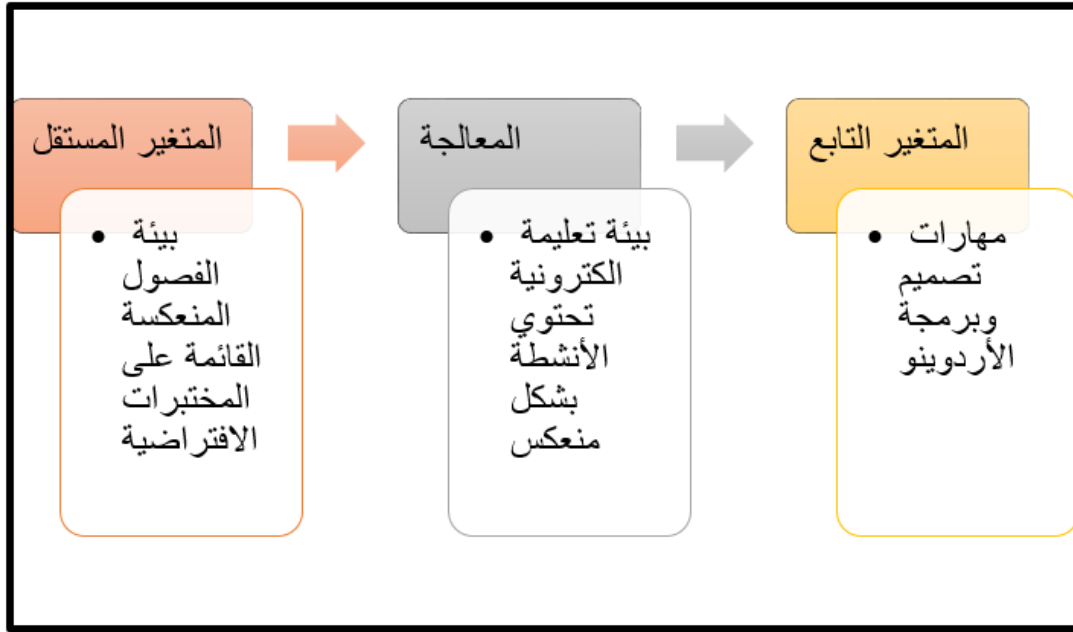 المتغير المستقل
• بيئة
الفصول
المنعكسة
القائمة على
المختبرات
الافتراضية
المعالجة
• بيئة تعليمة
الكترونية
تحتوي
الأنشطة
بشكل
منعكس
المتغير التابع
• مهارات
تصميم
وبرمجة
الأردوينو